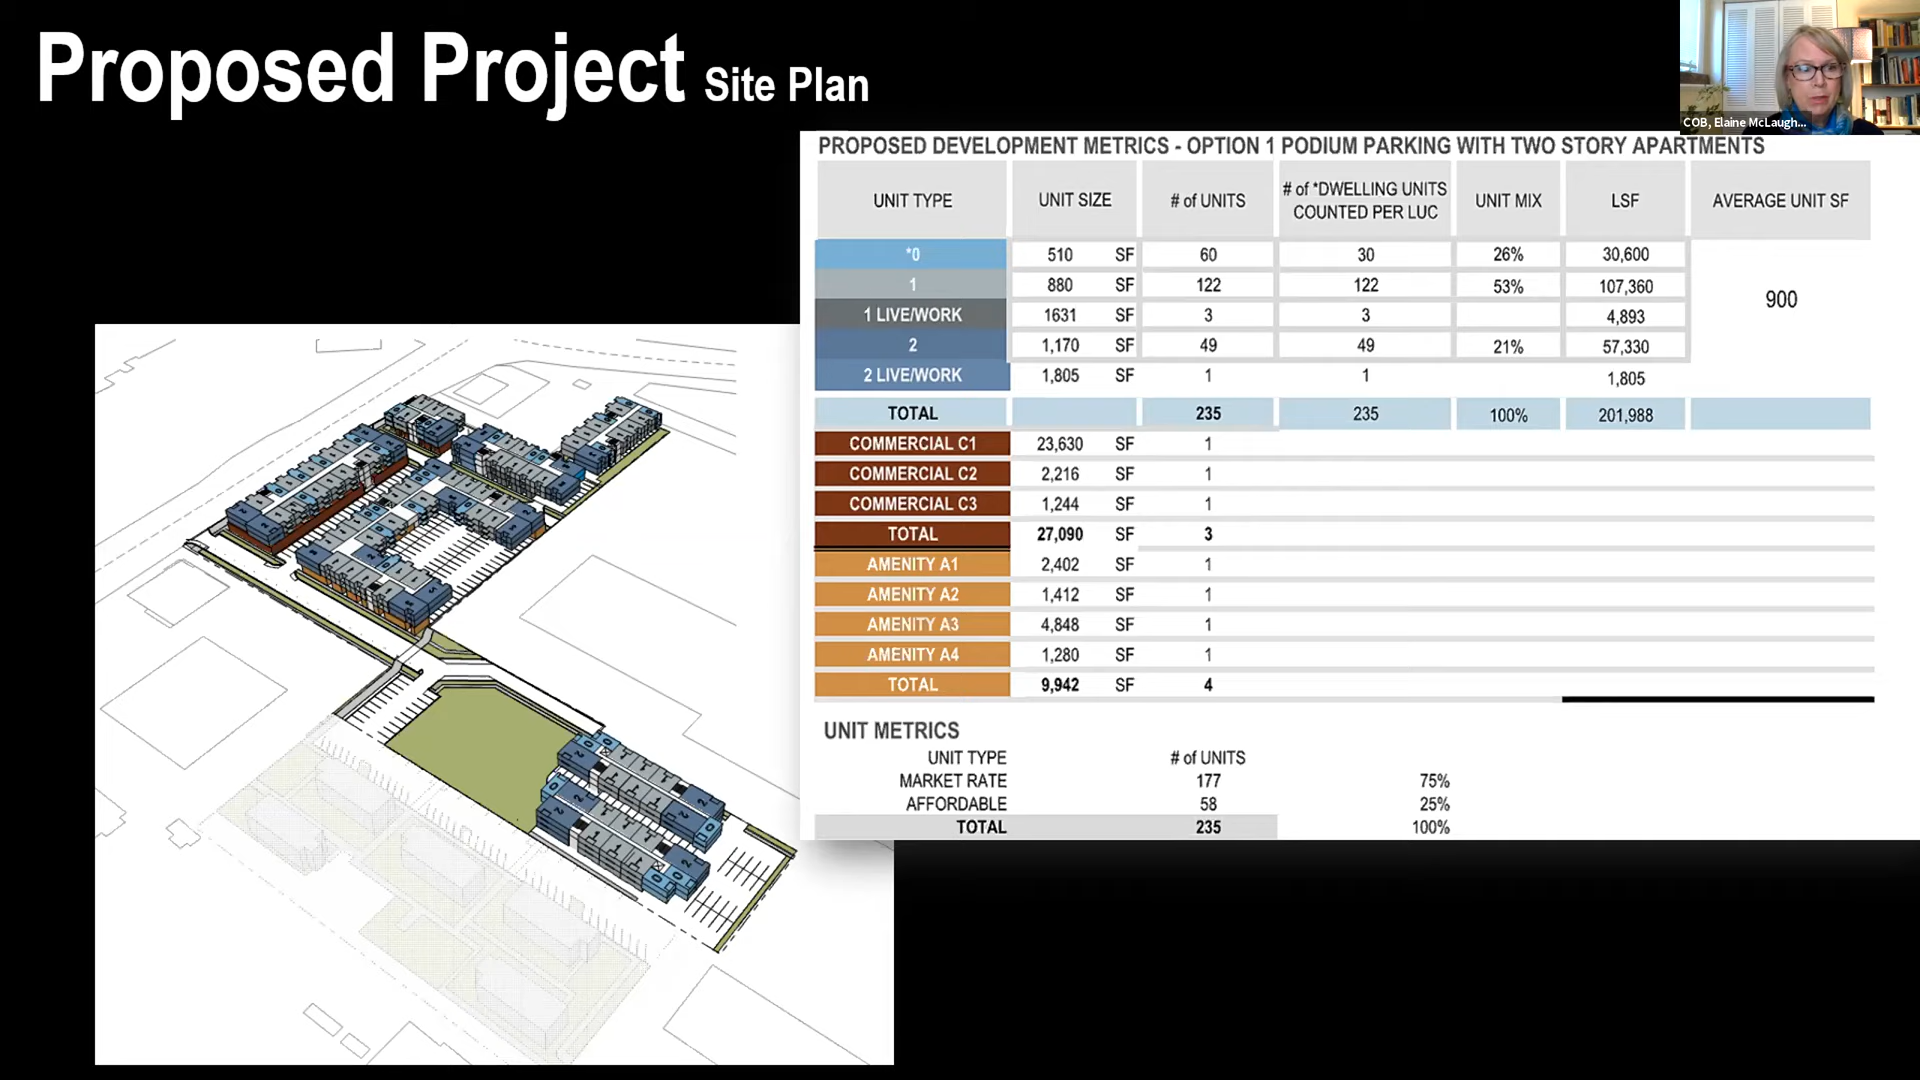 Proposed Project Site Plan
COB, Elaine McLaugh...
PROPOSED DEVELOPMENT METRICS - OPTION 1 PODIUM PARKING WITH TWO STORY APARTMENTS
UNIT TYPE UNIT SIZE # of UNITS # of *DWELLING UNITS COUNTED PER LUC UNIT MIX LSF AVERAGE UNIT SF
*0 510 SF 60 30 26% 30,600
1 880 SF 122 122 53% 107,360
900
1 LIVE/WORK 1631 SF 3 3 4,893
2 1,170 SF 49 49 21% 57,330
2 LIVE/WORK 1,805 SF 1 1 1,805
TOTAL 235 235 100% 201,988
COMMERCIAL C1 23,630 SF 1
COMMERCIAL C2 2,216 SF 1
COMMERCIAL C3 1,244 SF 1
TOTAL 27,090 SF 3
AMENITY A1 2,402 SF 1
AMENITY A2 1,412 SF 1
AMENITY A3 4,848 SF 1
AMENITY A4 1,280 SF 1
TOTAL 9,942 SF 4
UNIT METRICS
UNIT TYPE # of UNITS
MARKET RATE 177 75%
AFFORDABLE 58 25%
TOTAL 235 100%